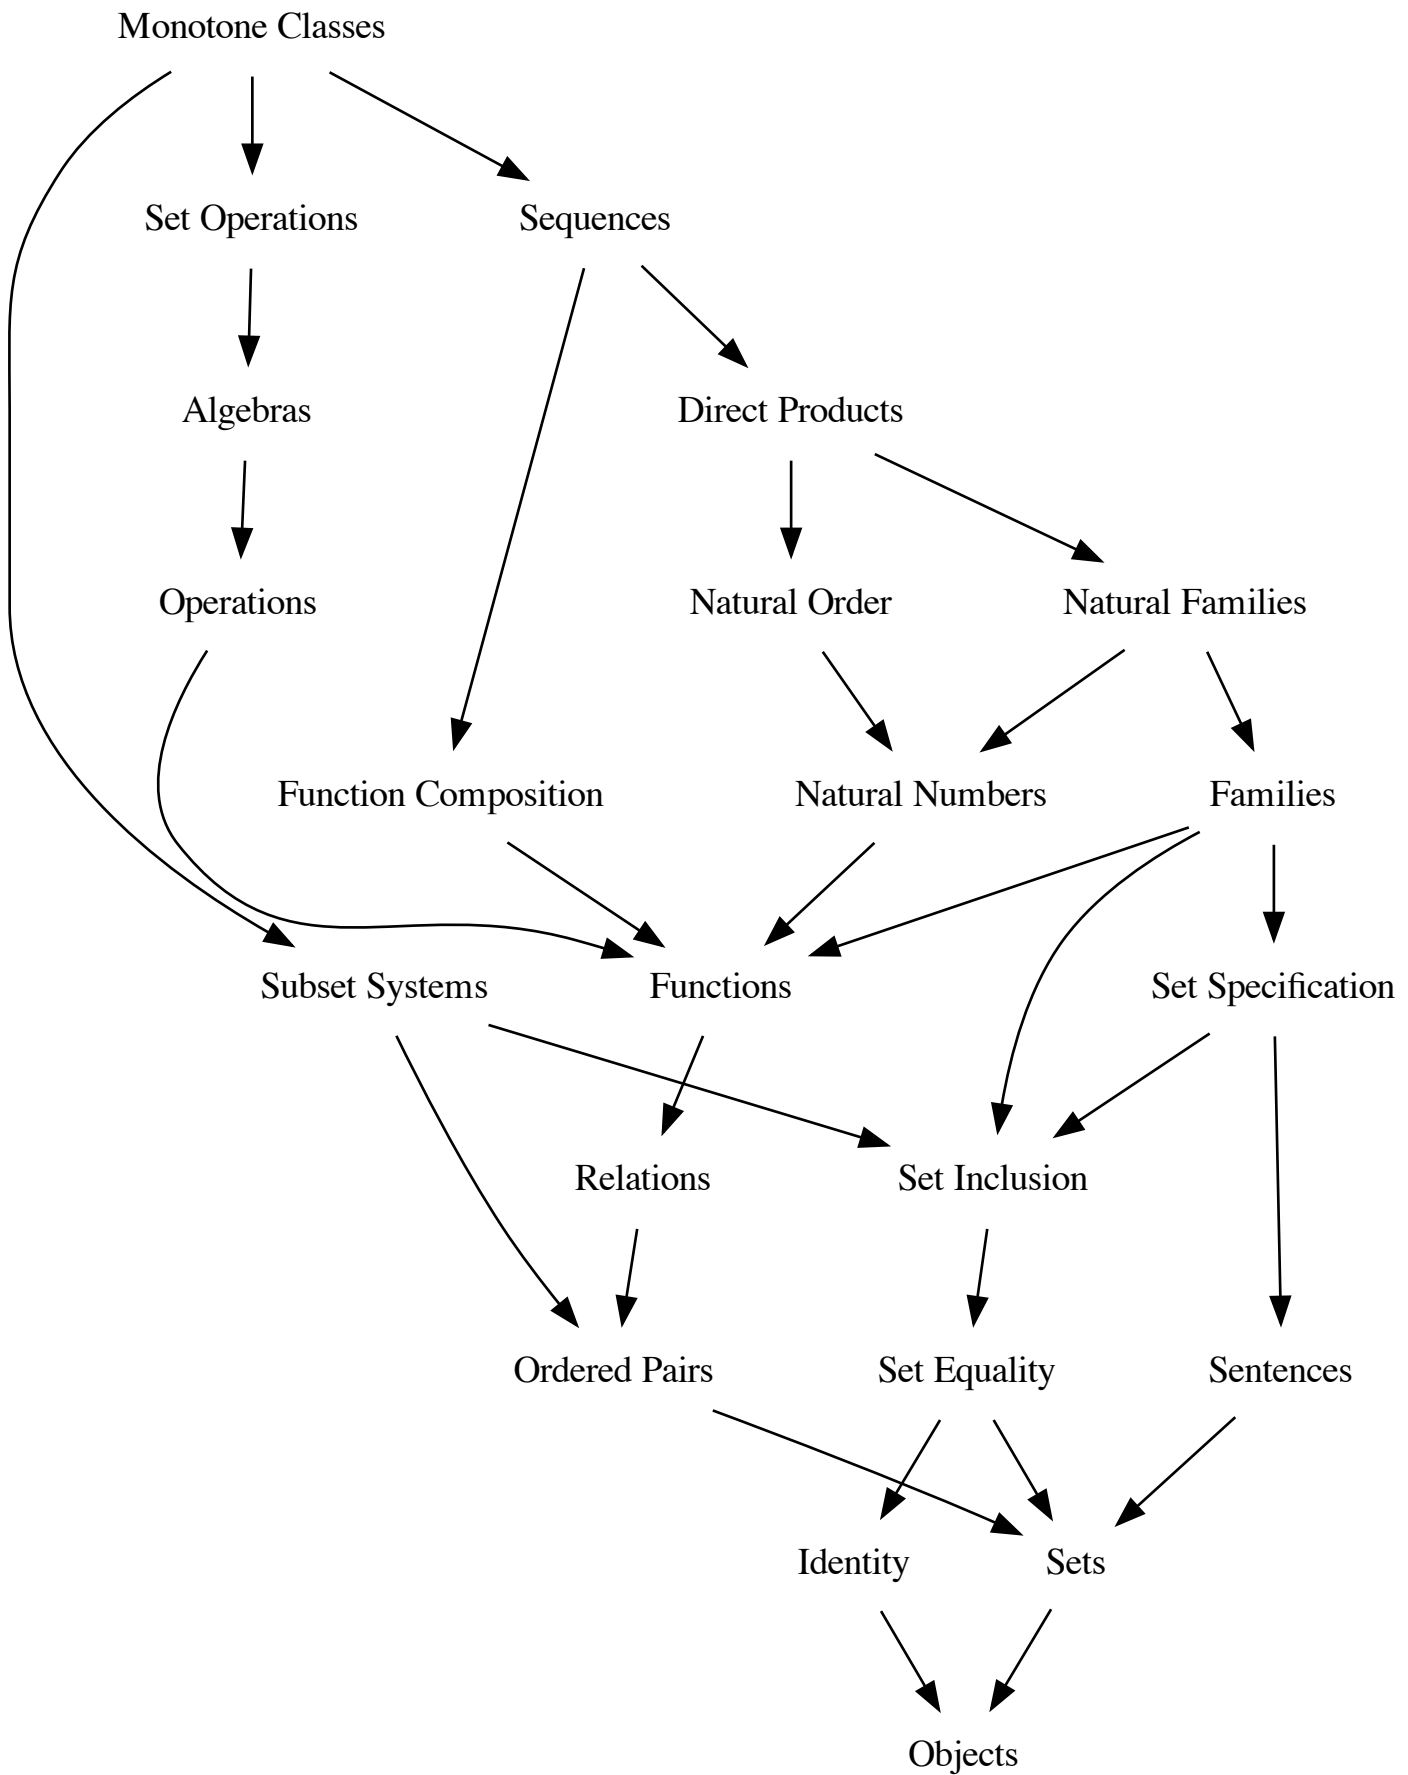 Monotone Classes
Set Operations
Sequences
Algebras
Direct Products
Operations
Natural Order
Natural Families
Function Composition
Natural Numbers
Families
Subset Systems
Functions
Set Specification
Relations
Set Inclusion
Ordered Pairs
Set Equality
Sentences
Identity
Sets
Objects